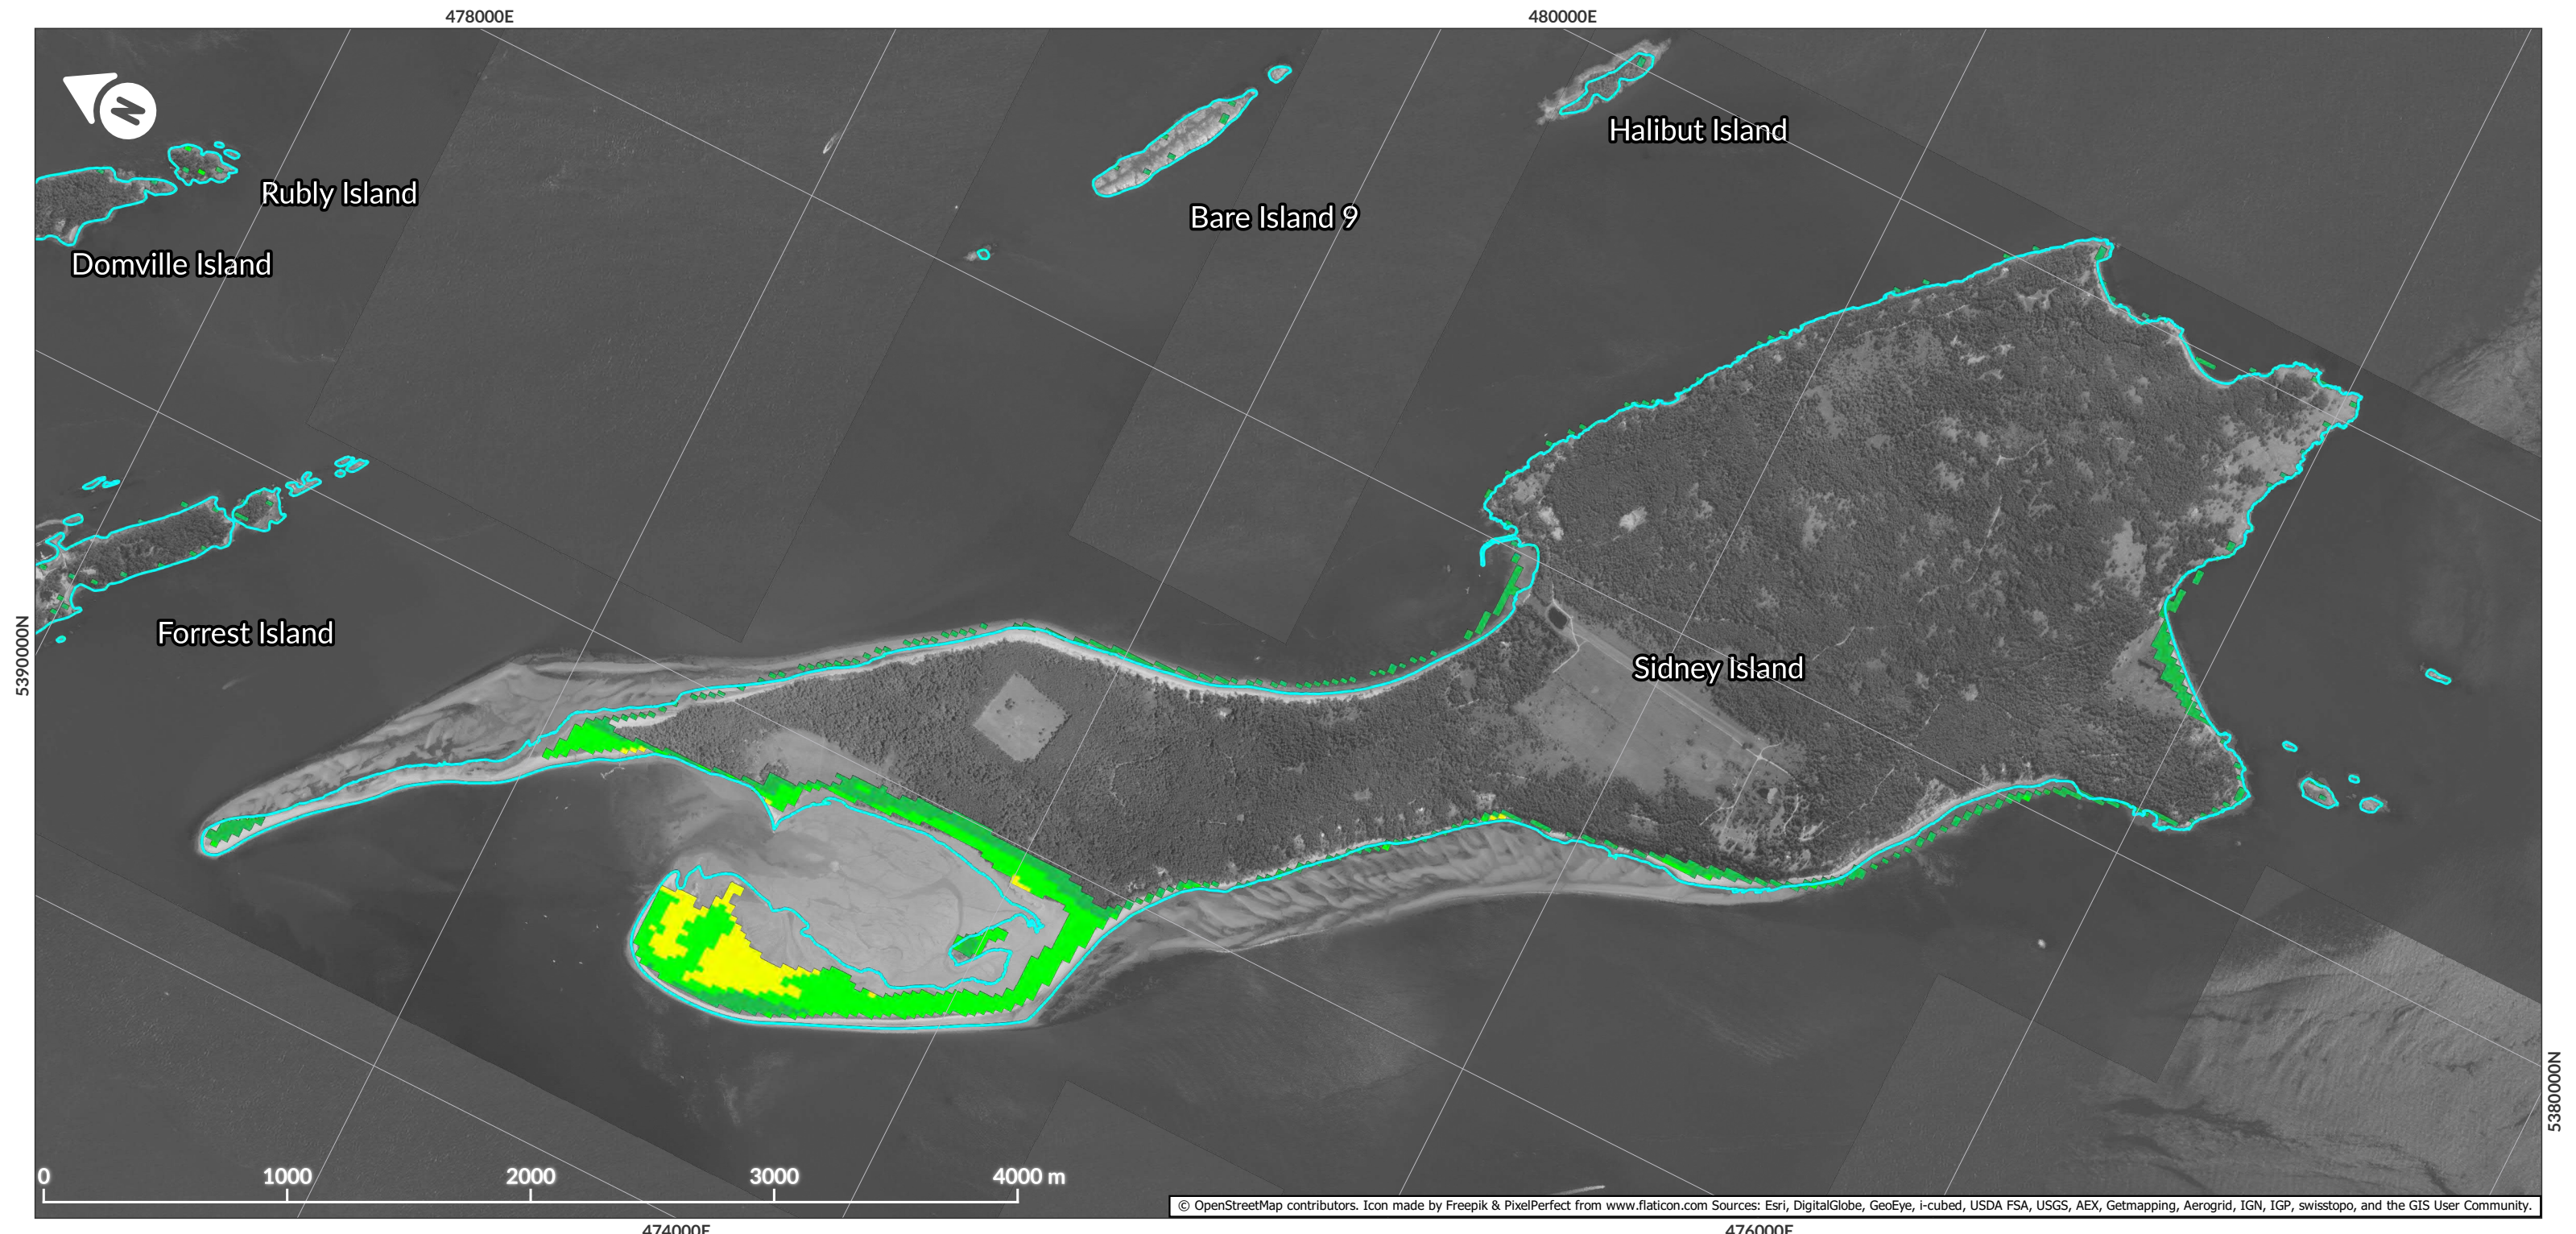 478000E
480000E
N
Halibut Island
Rubly Island
Bare Island 9
Domville Island
Forrest Island
5390000N
Sidney Island
5380000N
0 1000 2000 3000 4000 m
© OpenStreetMap contributors. Icon made by Freepik & PixelPerfect from www.flaticon.com Sources: Esri, DigitalGlobe, GeoEye, i-cubed, USDA FSA, USGS, AEX, Getmapping, Aerogrid, IGN, IGP, swisstopo, and the GIS User Community.
474000E
476000E